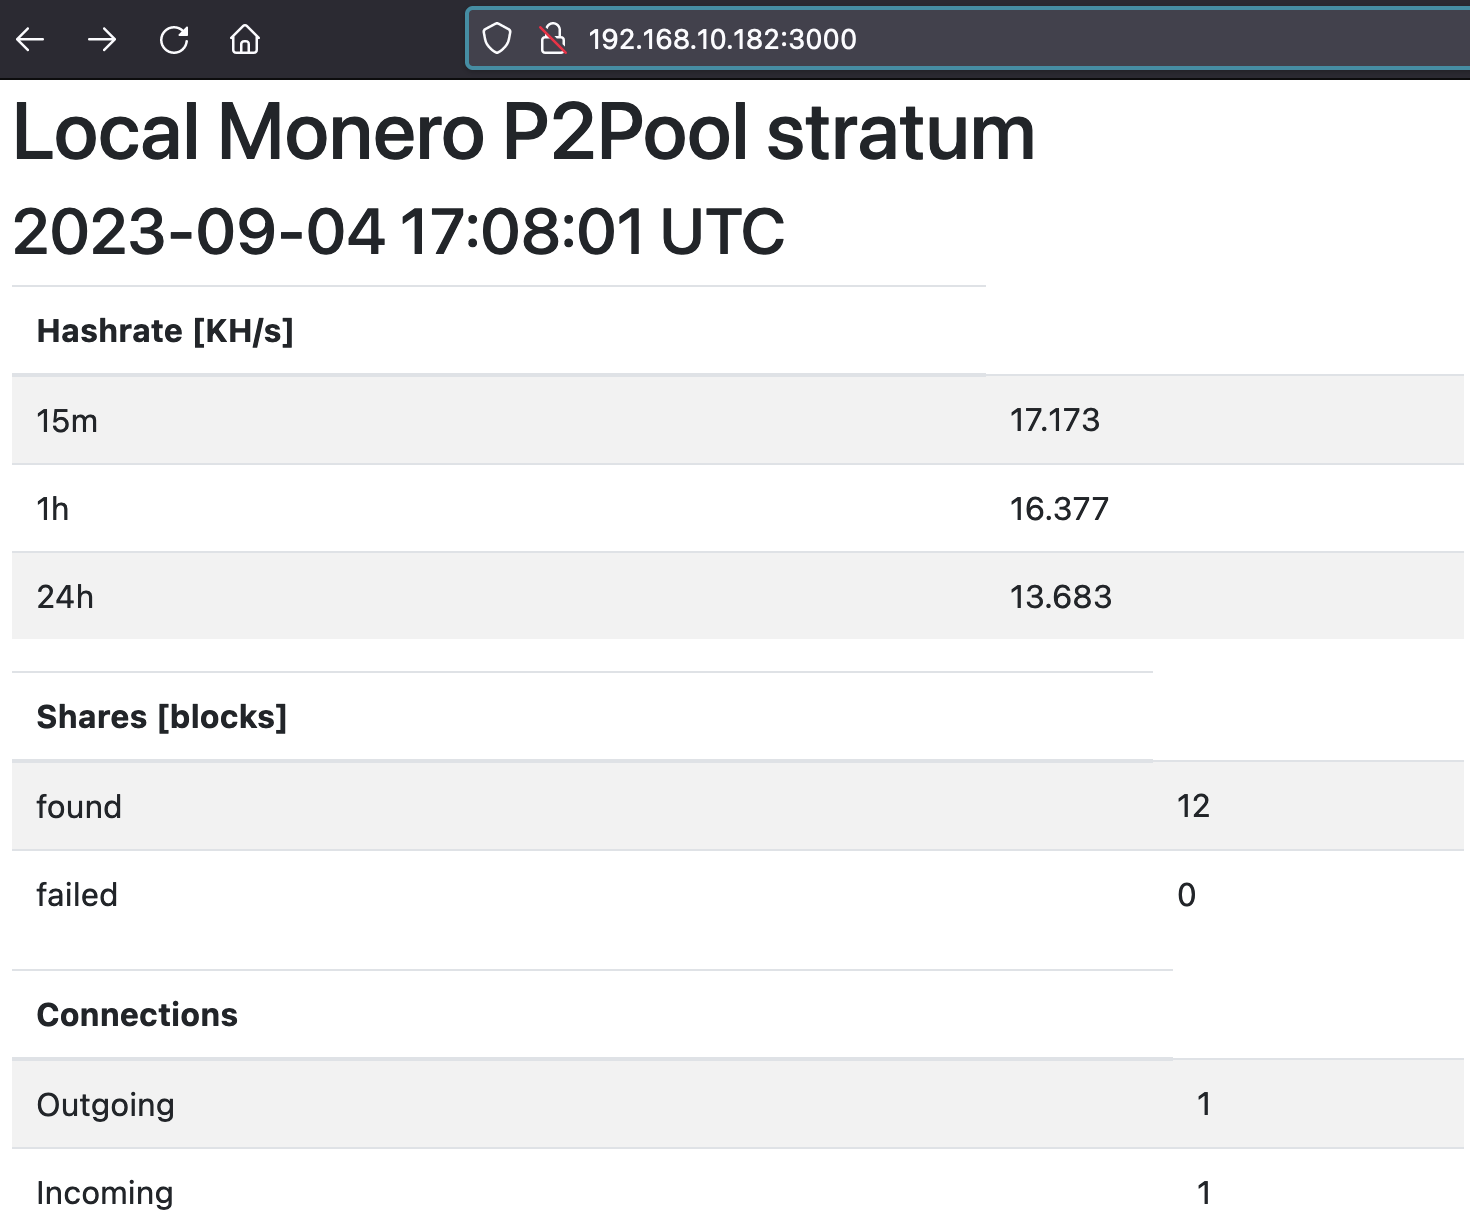 192.168.10.182:3000
Local Monero P2Pool stratum
2023-09-04 17:08:01 UTC
Hashrate [KH/s]
15m 17.173
1h 16.377
24h 13.683
Shares [blocks]
found 12
failed 0
Connections
Outgoing 1
Incoming 1